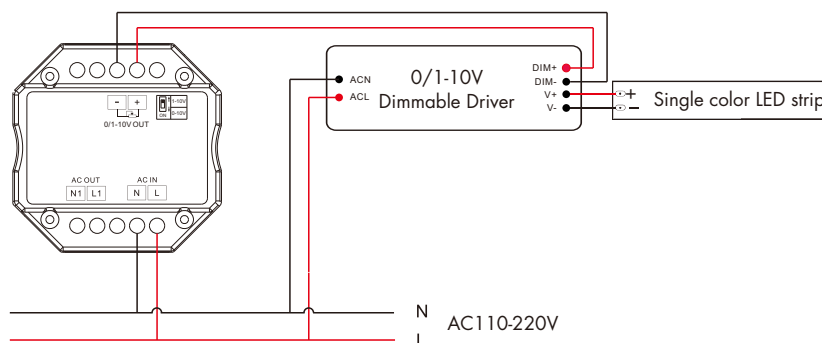 - +
1-10V
ON 0-10V
0/1-10V OUT
AC OUT AC IN
N1 L1 N L
ACN
ACL
0/1-10V
Dimmable Driver
DIM+
DIM-
V+
V-
+
−
Single color LED strip
N
AC110-220V
L